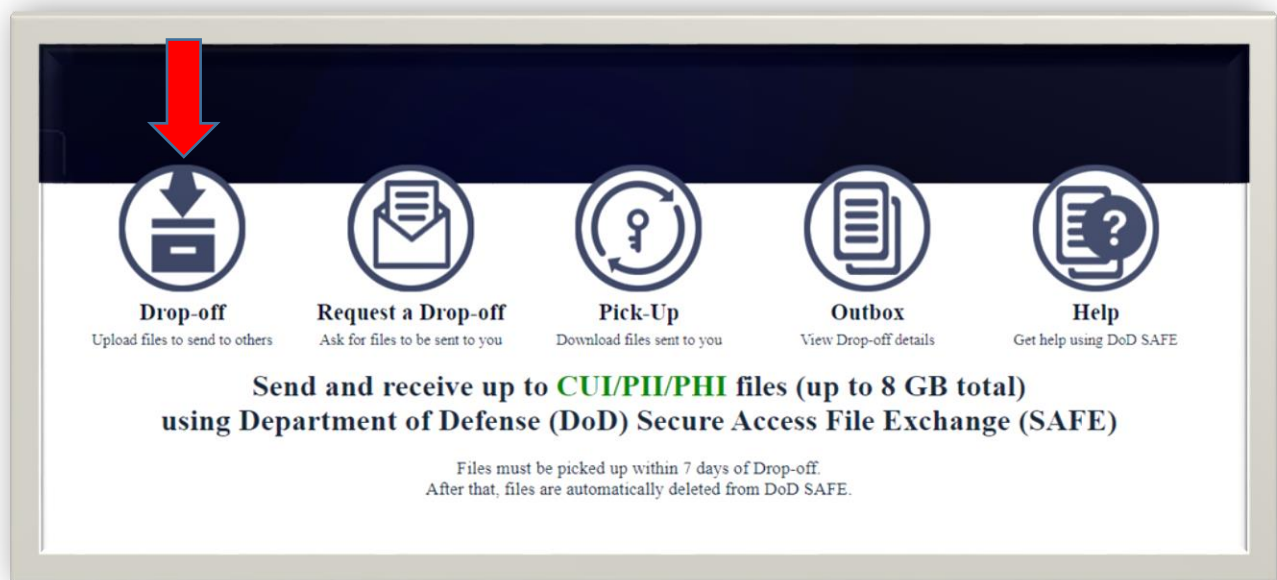 Drop-off
Upload files to send to others
Request a Drop-off
Ask for files to be sent to you
Pick-Up
Download files sent to you
Outbox
View Drop-off details
?
Help
Get help using DoD SAFE
Send and receive up to CUI/PII/PHI files (up to 8 GB total)
using Department of Defense (DoD) Secure Access File Exchange (SAFE)
Files must be picked up within 7 days of Drop-off.
After that, files are automatically deleted from DoD SAFE.